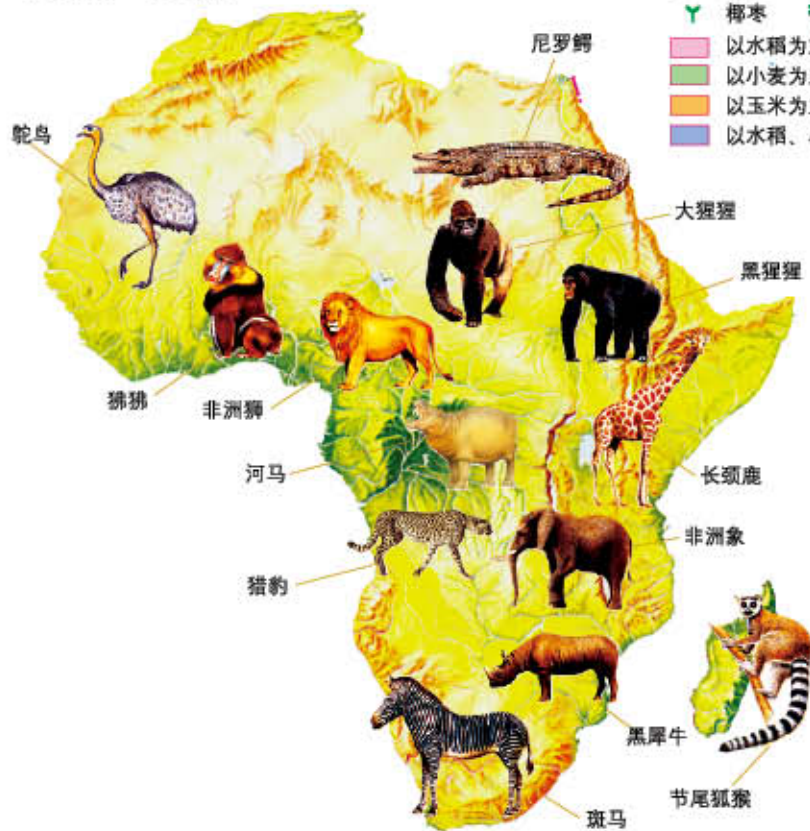 椰枣
以水稻为
以小麦为
以玉米为
以水稻、
尼罗鳄
鸵鸟
大猩猩
黑猩猩
狒狒
非洲狮
河马
长颈鹿
非洲象
猎豹
黑犀牛
节尾狐猴
斑马